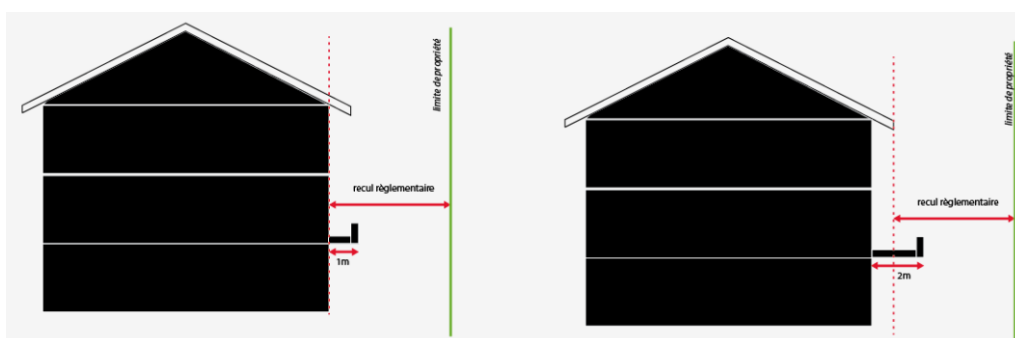 limite de propriété
recul règlementaire
1m
limite de propriété
recul règlementaire
2m